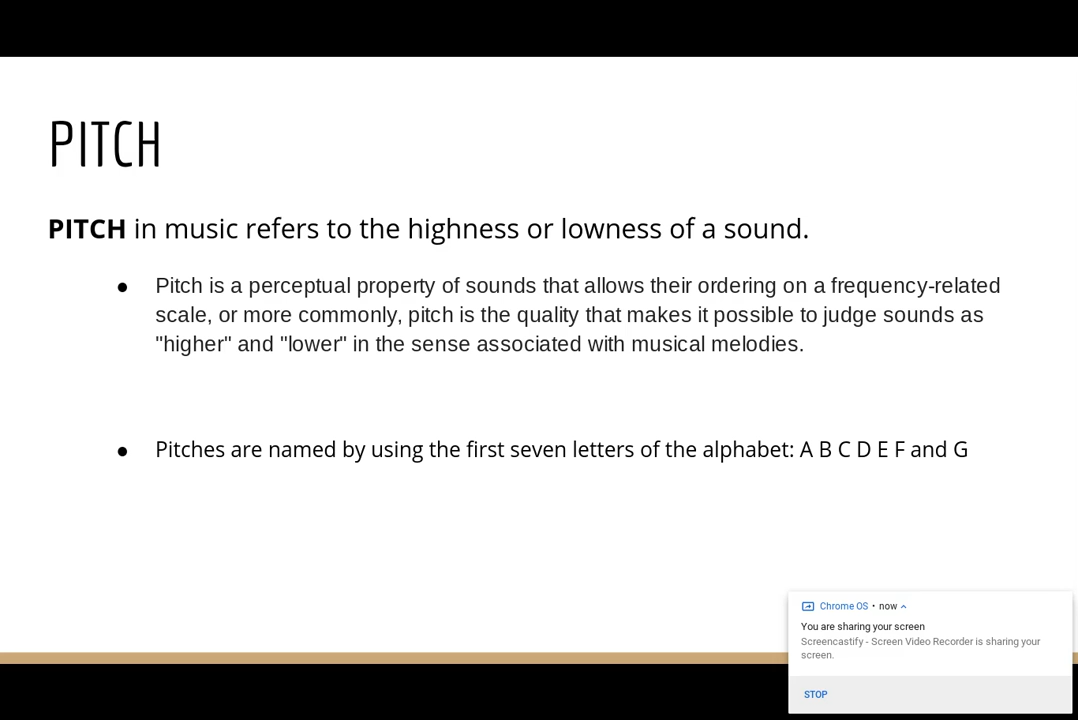 PITCH
PITCH in music refers to the highness or lowness of a sound.
● Pitch is a perceptual property of sounds that allows their ordering on a frequency-related
scale, or more commonly, pitch is the quality that makes it possible to judge sounds as
"higher" and "lower" in the sense associated with musical melodies.
● Pitches are named by using the first seven letters of the alphabet: A B C D E F and G
Chrome OS • now
You are sharing your screen
Screencastify - Screen Video Recorder is sharing your
screen.
STOP